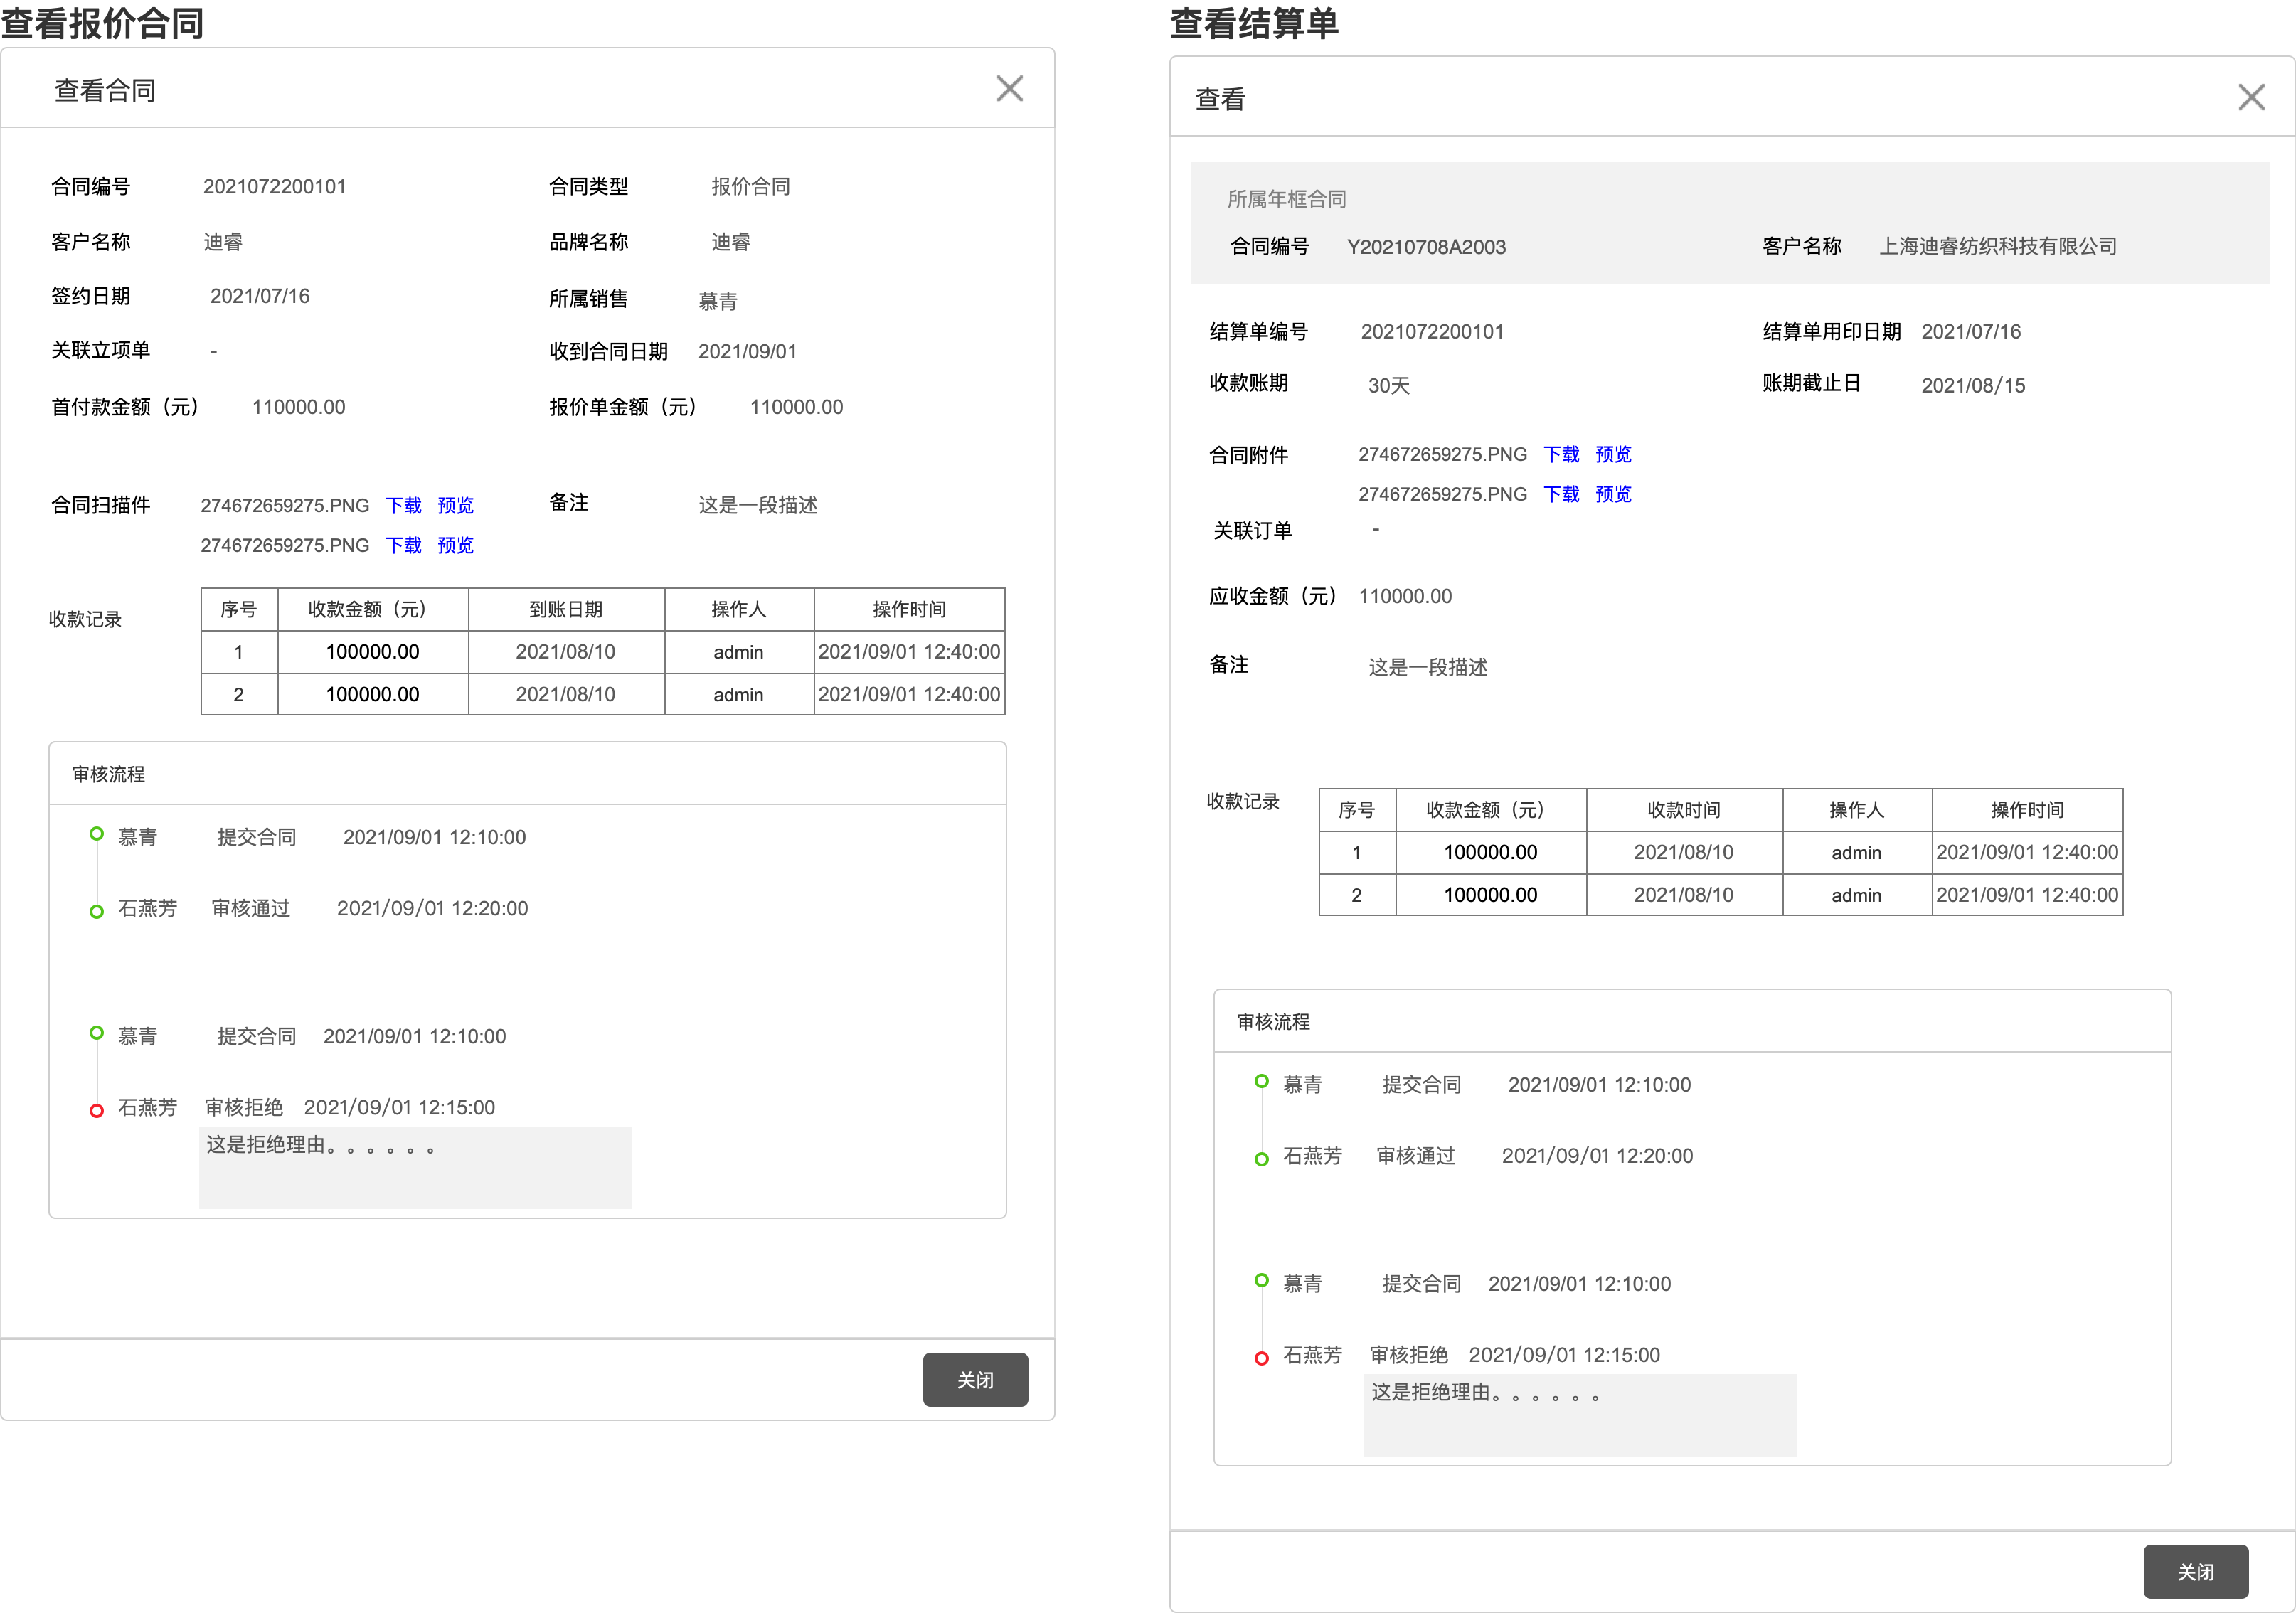 查看报价合同
查看合同
合同编号 2021072200101 合同类型 报价合同
客户名称 迪睿 品牌名称 迪睿
签约日期 2021/07/16 所属销售 慕青
关联立项单 - 收到合同日期 2021/09/01
首付款金额（元） 110000.00 报价单金额（元） 110000.00
合同扫描件 274672659275.PNG 下载 预览 备注 这是一段描述
274672659275.PNG 下载 预览
收款记录
序号 收款金额（元） 到账日期 操作人 操作时间
1 100000.00 2021/08/10 admin 2021/09/01 12:40:00
2 100000.00 2021/08/10 admin 2021/09/01 12:40:00
审核流程
慕青 提交合同 2021/09/01 12:10:00
石燕芳 审核通过 2021/09/01 12:20:00
慕青 提交合同 2021/09/01 12:10:00
石燕芳 审核拒绝 2021/09/01 12:15:00
这是拒绝理由。。。。。。
关闭
查看结算单
查看
所属年框合同
合同编号 Y20210708A2003 客户名称 上海迪睿纺织科技有限公司
结算单编号 2021072200101 结算单用印日期 2021/07/16
收款账期 30天 账期截止日 2021/08/15
合同附件 274672659275.PNG 下载 预览
274672659275.PNG 下载 预览
关联订单 -
应收金额（元） 110000.00
备注 这是一段描述
收款记录
序号 收款金额（元） 收款时间 操作人 操作时间
1 100000.00 2021/08/10 admin 2021/09/01 12:40:00
2 100000.00 2021/08/10 admin 2021/09/01 12:40:00
审核流程
慕青 提交合同 2021/09/01 12:10:00
石燕芳 审核通过 2021/09/01 12:20:00
慕青 提交合同 2021/09/01 12:10:00
石燕芳 审核拒绝 2021/09/01 12:15:00
这是拒绝理由。。。。。。
关闭